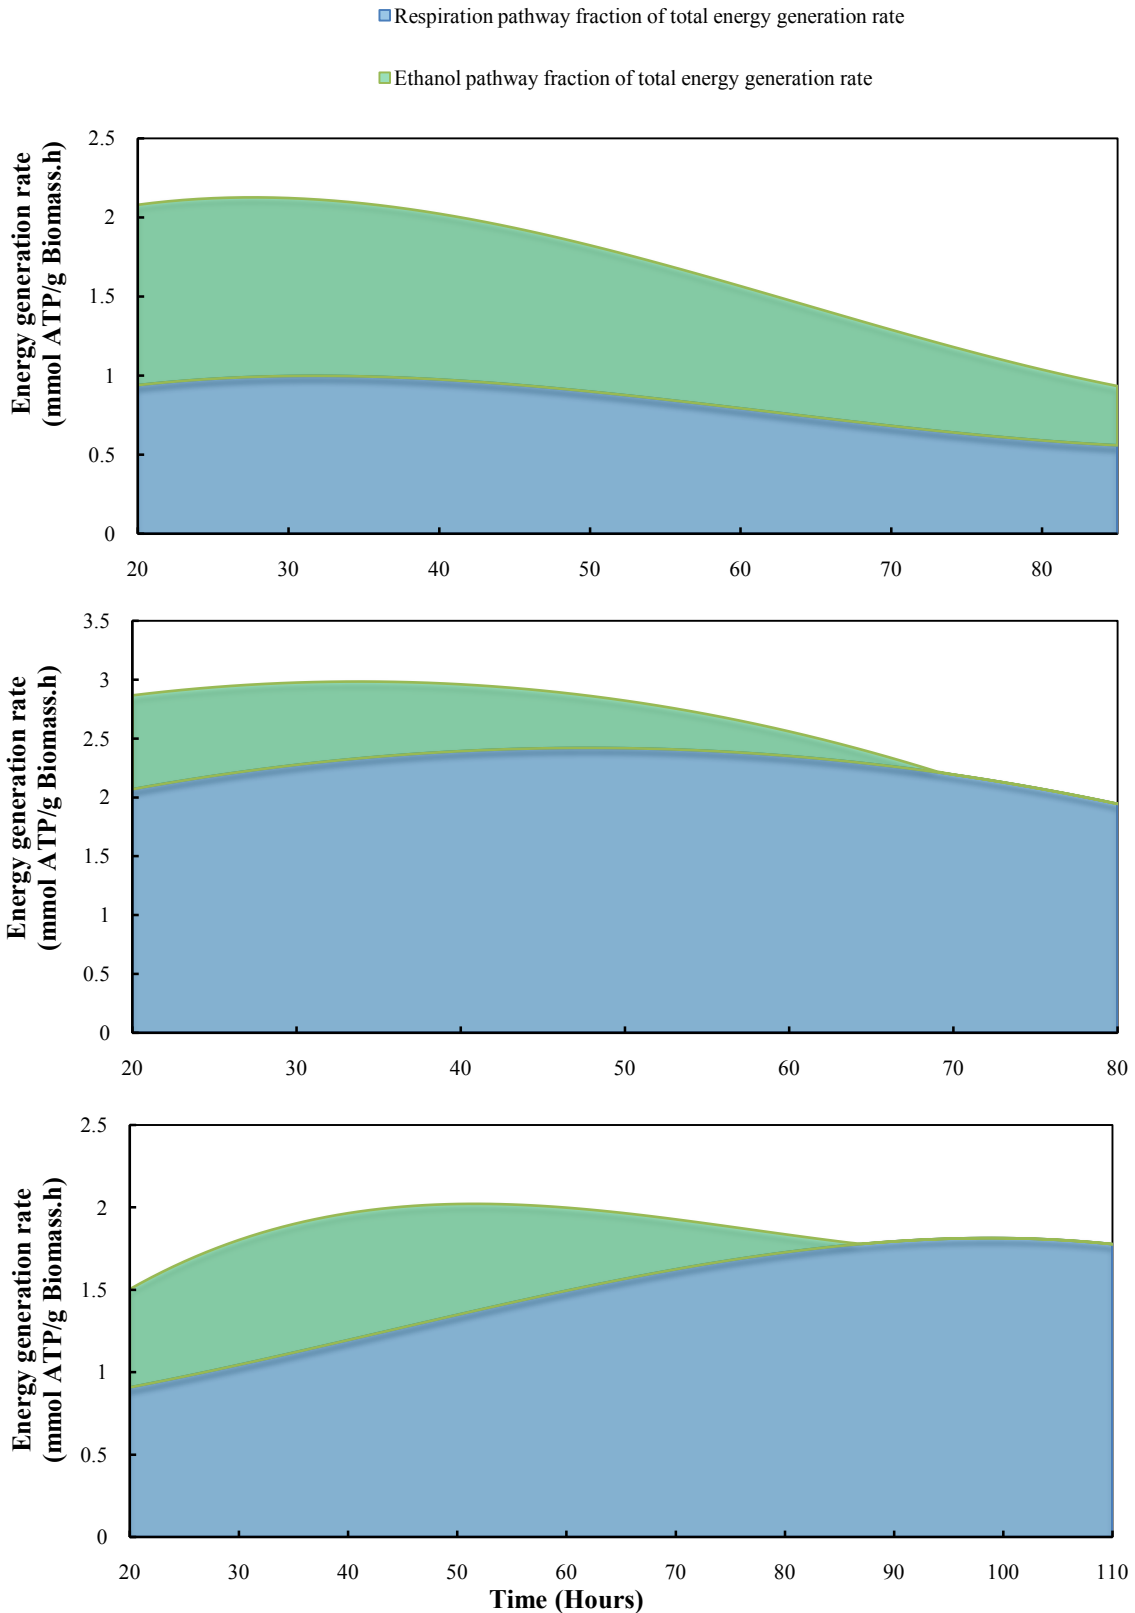 Respiration pathway fraction of total energy generation rate
Ethanol pathway fraction of total energy generation rate
Energy generation rate
(mmol ATP/g Biomass.h)
2.5
2
1.5
1
0.5
0
20 30 40 50 60 70 80
Energy generation rate
(mmol ATP/g Biomass.h)
3.5
3
2.5
2
1.5
1
0.5
0
20 30 40 50 60 70 80
Energy generation rate
(mmol ATP/g Biomass.h)
2.5
2
1.5
1
0.5
0
20 30 40 50 60 70 80 90 100 110
Time (Hours)